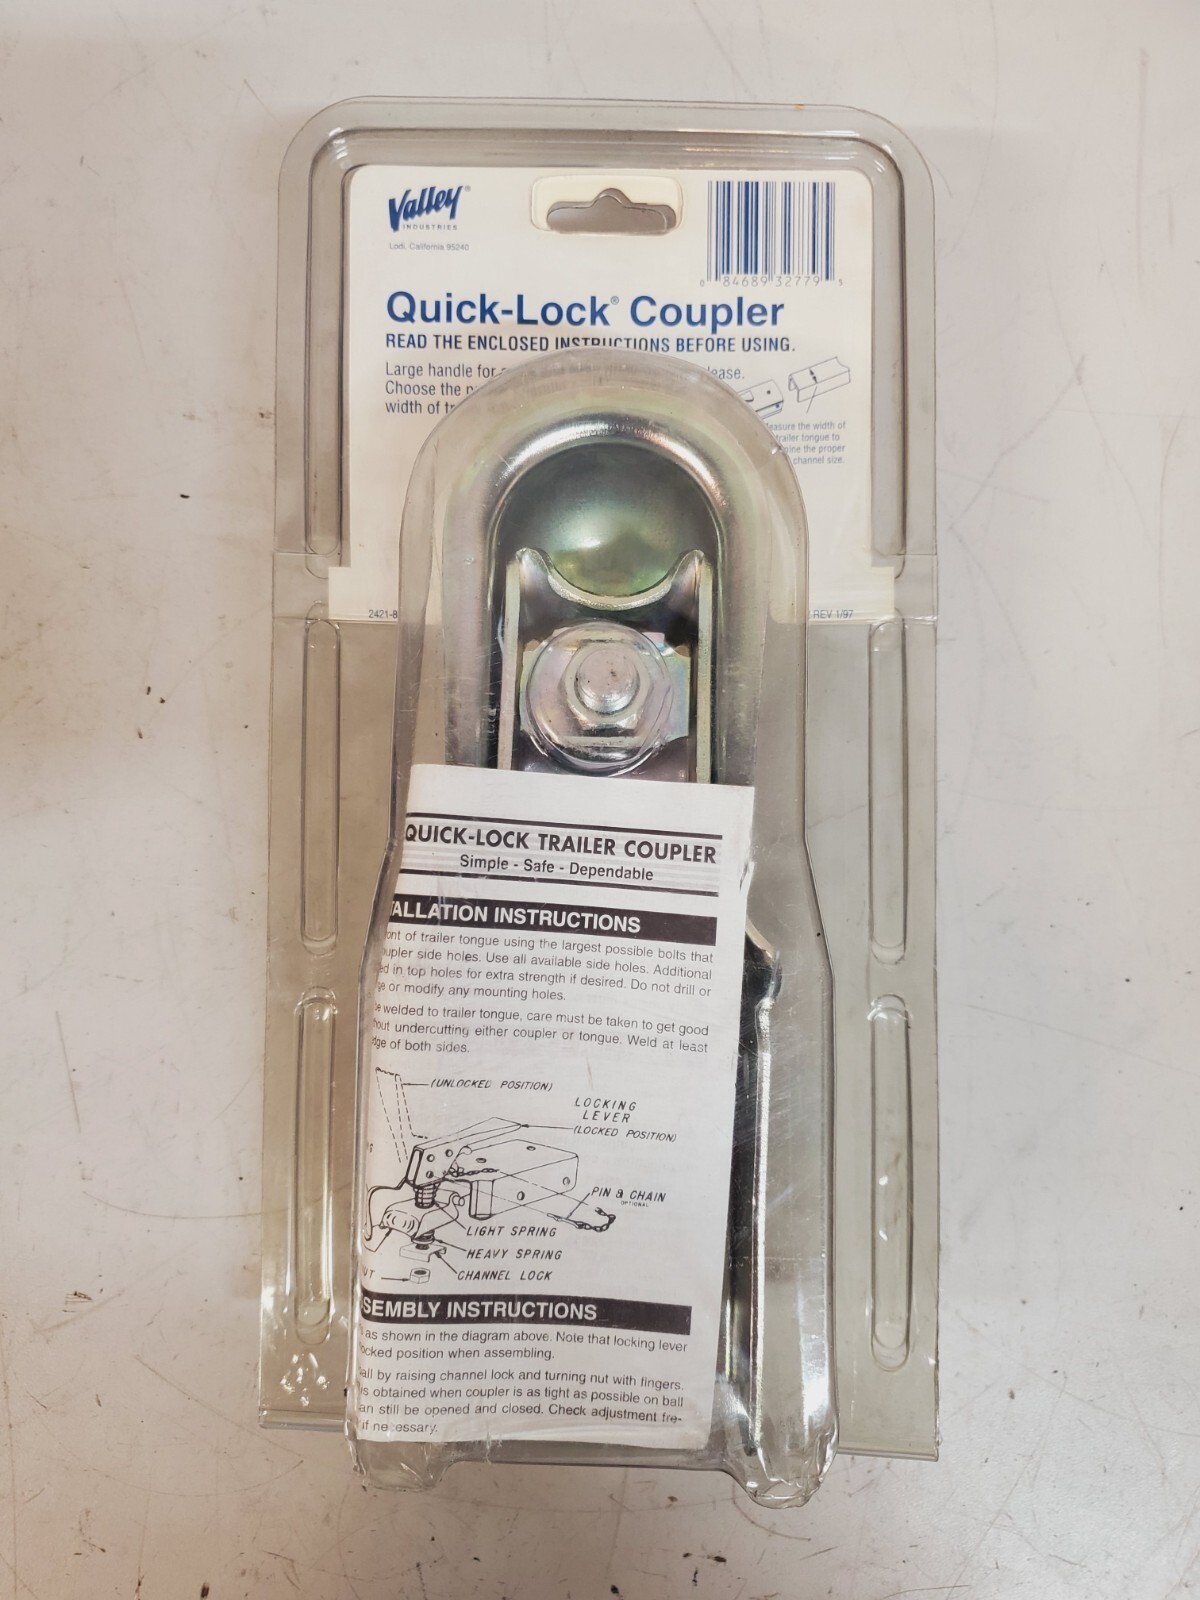 Valley®
INDUSTRIES
Lodi, California 95240
0 84689 32779 5
Quick-Lock® Coupler
READ THE ENCLOSED INSTRUCTIONS BEFORE USING.
Large handle for
Choose the
width of
the width of
trailer tongue to
the proper
channel size.
2421-8
REV 1/97
QUICK-LOCK TRAILER COUPLER
Simple - Safe - Dependable
ALLATION INSTRUCTIONS
ont of trailer tongue using the largest possible bolts that
upler side holes. Use all available side holes. Additional
ed in top holes for extra strength if desired. Do not drill or
ge or modify any mounting holes.
e welded to trailer tongue, care must be taken to get good
hout undercutting either coupler or tongue. Weld at least
dge of both sides.
(UNLOCKED POSITION)
LOCKING
LEVER
(LOCKED POSITION)
PIN & CHAIN
OPTIONAL
LIGHT SPRING
HEAVY SPRING
CHANNEL LOCK
UT
SEMBLY INSTRUCTIONS
as shown in the diagram above. Note that locking lever
ocked position when assembling.
all by raising channel lock and turning nut with fingers.
is obtained when coupler is as tight as possible on ball
an still be opened and closed. Check adjustment fre-
if necessary.